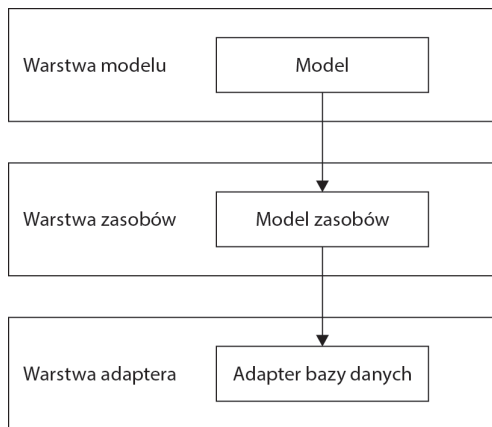 Warstwa modelu
Model
Warstwa zasobów
Model zasobów
Warstwa adaptera
Adapter bazy danych